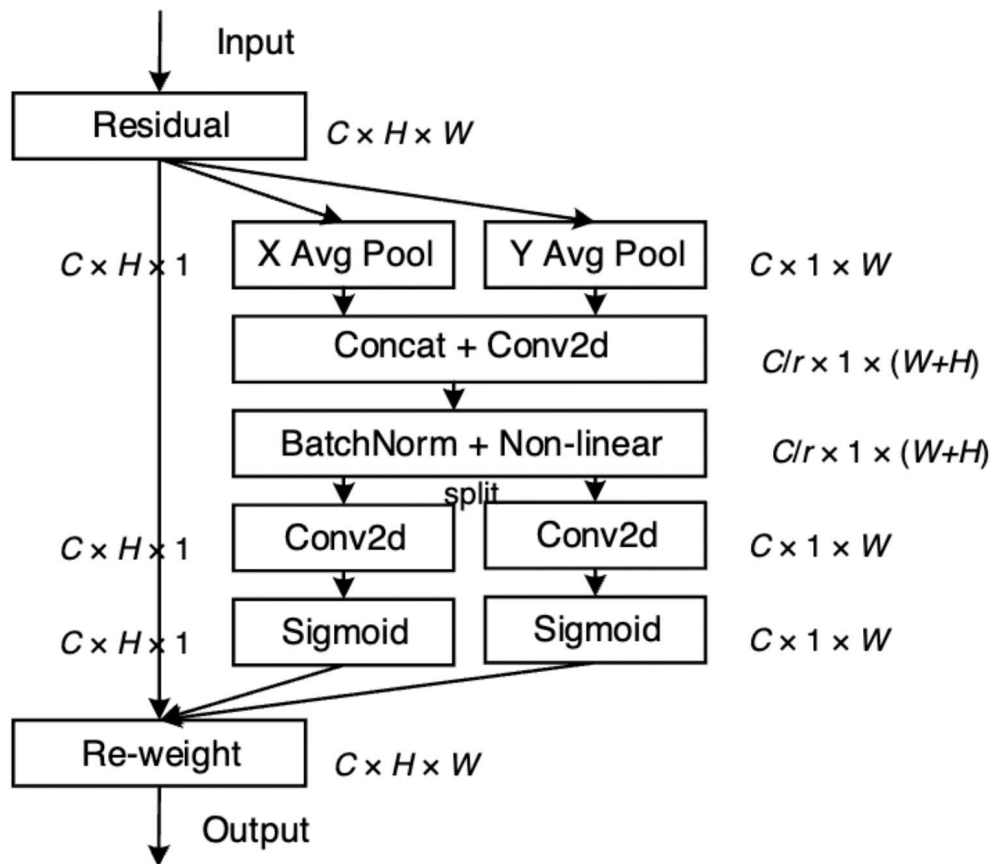 Input
Residual
C × H × W
C × H × 1
X Avg Pool
Y Avg Pool
C × 1 × W
Concat + Conv2d
C/r × 1 × (W+H)
BatchNorm + Non-linear
C/r × 1 × (W+H)
split
C × H × 1
Conv2d
Conv2d
C × 1 × W
C × H × 1
Sigmoid
Sigmoid
C × 1 × W
Re-weight
C × H × W
Output